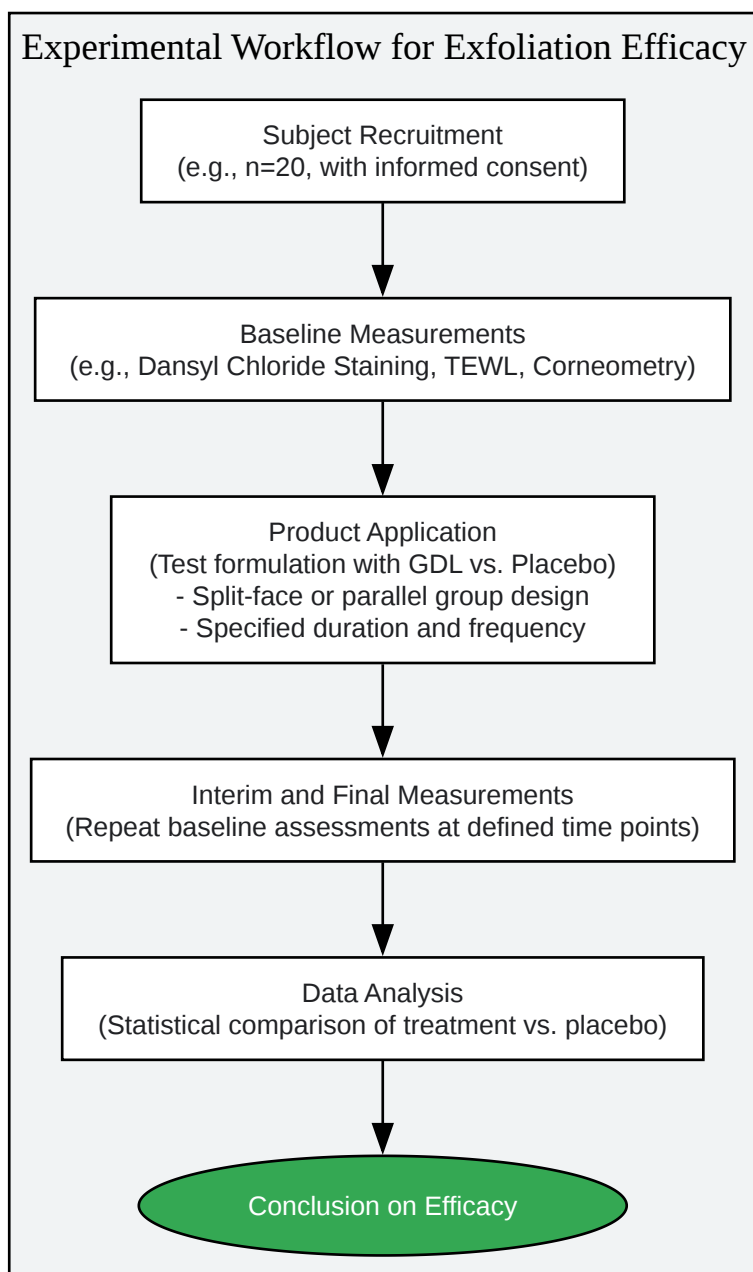 Experimental Workflow for Exfoliation Efficacy
Subject Recruitment
(e.g., n=20, with informed consent)
Baseline Measurements
(e.g., Dansyl Chloride Staining, TEWL, Corneometry)
Product Application
(Test formulation with GDL vs. Placebo)
- Split-face or parallel group design
- Specified duration and frequency
Interim and Final Measurements
(Repeat baseline assessments at defined time points)
Data Analysis
(Statistical comparison of treatment vs. placebo)
Conclusion on Efficacy